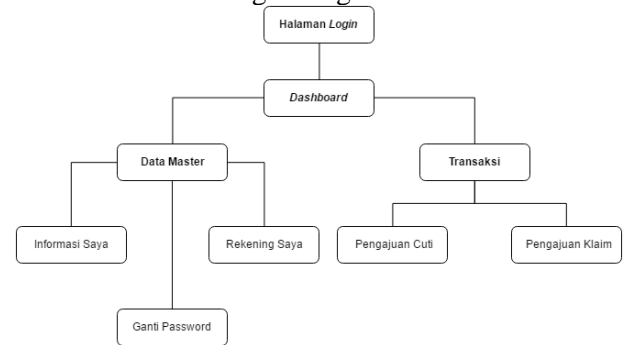 Halaman Login
Dashboard
Data Master
Transaksi
Informasi Saya
Rekening Saya
Pengajuan Cuti
Pengajuan Klaim
Ganti Password